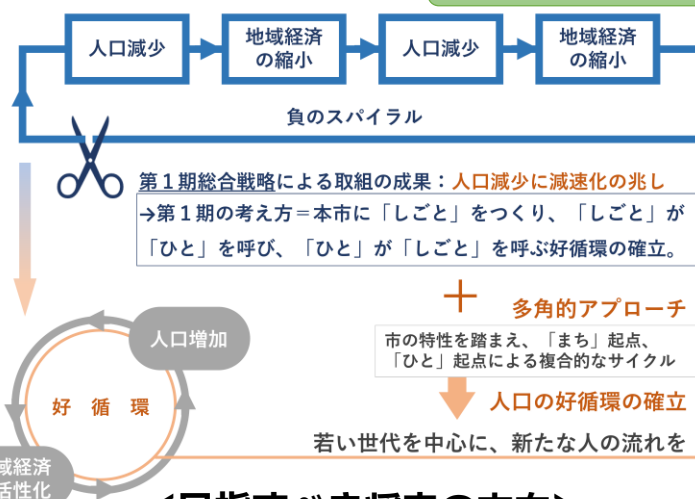 人口減少
地域経済
の縮小
人口減少
地域経済
の縮小
負のスパイラル
第1期総合戦略による取組の成果：人口減少に減速化の兆し
→第1期の考え方＝本市に「しごと」をつくり、「しごと」が
「ひと」を呼び、「ひと」が「しごと」を呼ぶ好循環の確立。
＋
多角的アプローチ
市の特性を踏まえ、「まち」起点、
「ひと」起点による複合的なサイクル
人口の好循環の確立
人口増加
好循環
若い世代を中心に、新たな人の流れを
域経済
活性化